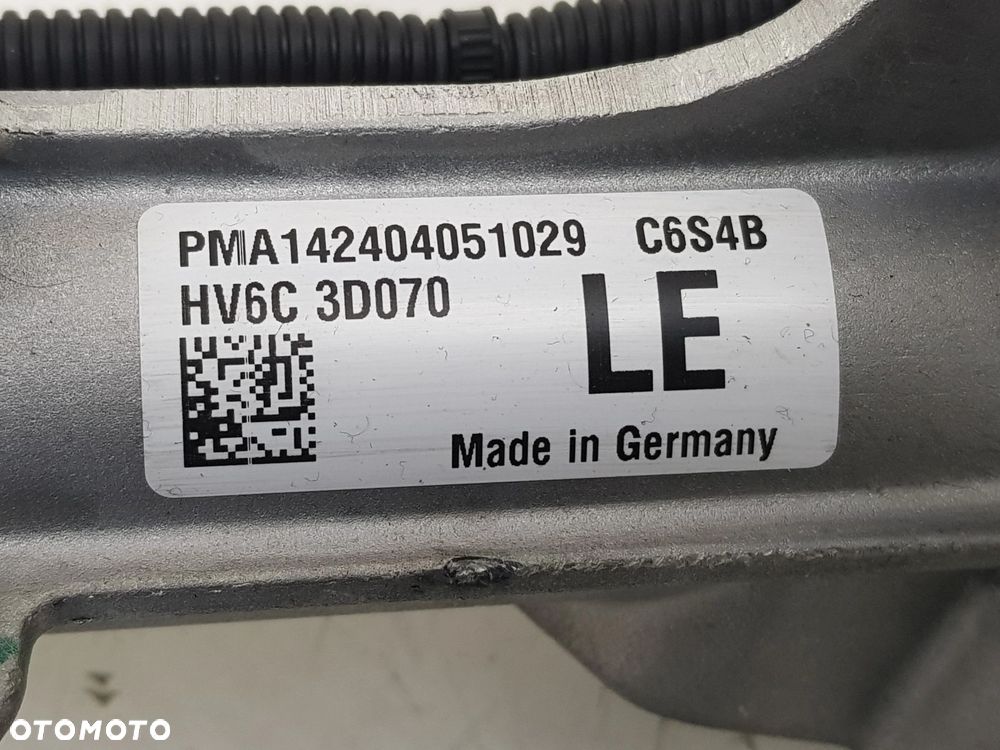 PMA142404051029 C6S4B
HV6C 3D070
LE
Made in Germany
OTOMOTO